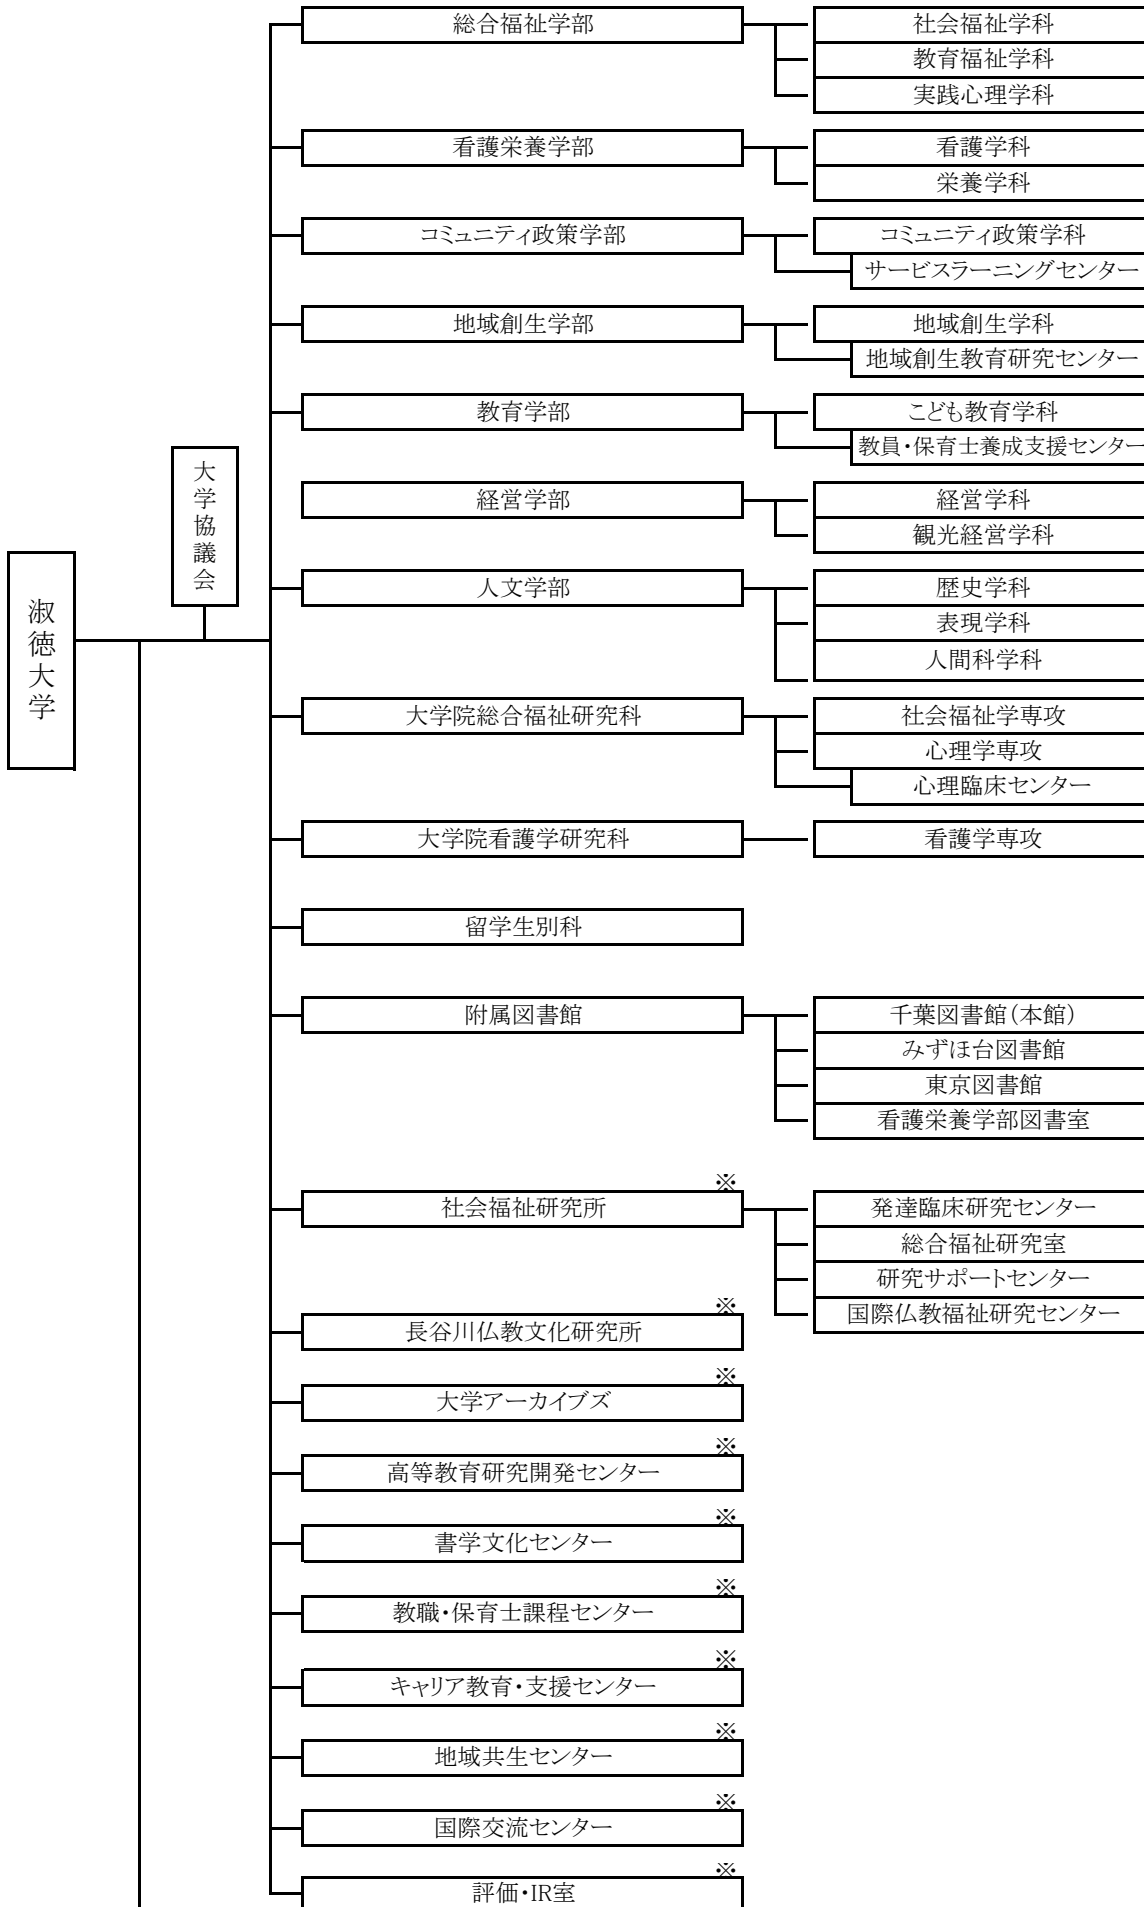 淑徳大学
大学協議会
総合福祉学部
社会福祉学科
教育福祉学科
実践心理学科
看護栄養学部
看護学科
栄養学科
コミュニティ政策学部
コミュニティ政策学科
サービスラーニングセンター
地域創生学部
地域創生学科
地域創生教育研究センター
教育学部
こども教育学科
教員・保育士養成支援センター
経営学部
経営学科
観光経営学科
人文学部
歴史学科
表現学科
人間科学科
大学院総合福祉研究科
社会福祉学専攻
心理学専攻
心理臨床センター
大学院看護学研究科
看護学専攻
留学生別科
附属図書館
千葉図書館(本館)
みずほ台図書館
東京図書館
看護栄養学部図書室
※
社会福祉研究所
発達臨床研究センター
総合福祉研究室
研究サポートセンター
国際仏教福祉研究センター
※
長谷川仏教文化研究所
※
大学アーカイブズ
※
高等教育研究開発センター
※
書学文化センター
※
教職・保育士課程センター
※
キャリア教育・支援センター
※
地域共生センター
※
国際交流センター
※
評価・IR室